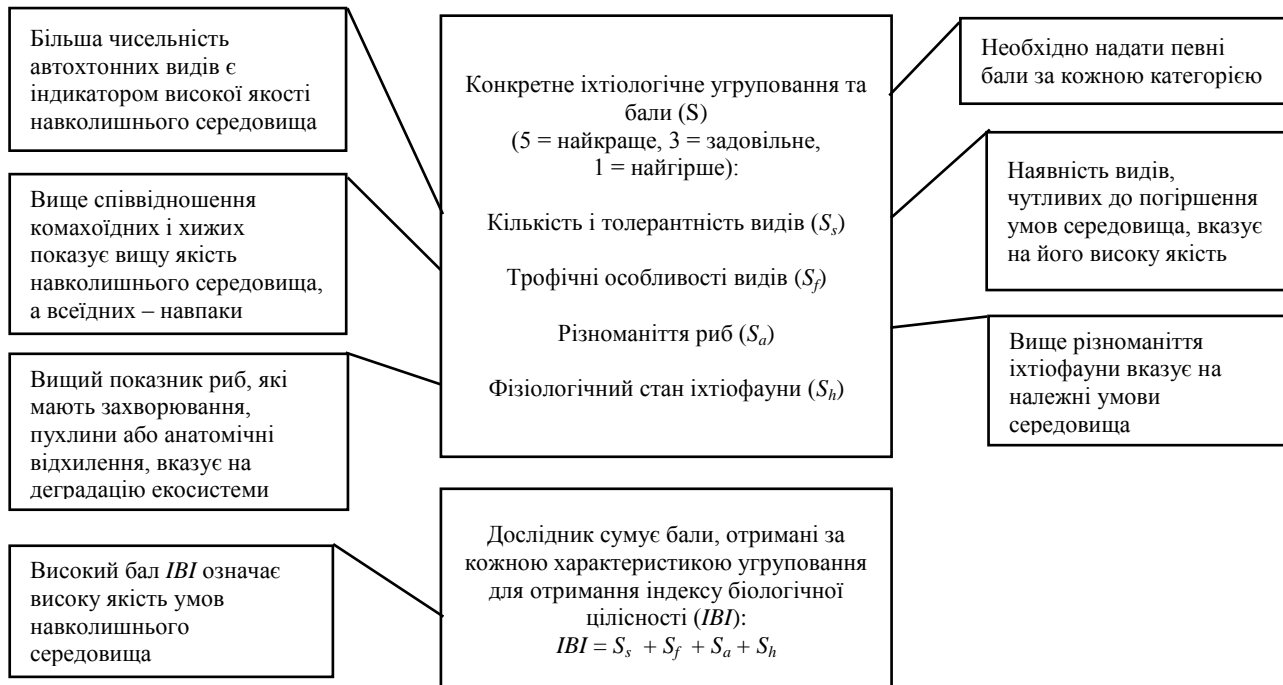 Більша чисельність
автохтонних видів є
індикатором високої якості
навколишнього середовища
Вище співвідношення
комахоїдних і хижих
показує вищу якість
навколишнього середовища,
а всеїдних – навпаки
Вищий показник риб, які
мають захворювання,
пухлини або анатомічні
відхилення, вказує на
деградацію екосистеми
Високий бал IBI означає
високу якість умов
навколишнього
середовища
Конкретне іхтіологічне угруповання та
бали (S)
(5 = найкраще, 3 = задовільне,
1 = найгірше):
Кількість і толерантність видів (Ss)
Трофічні особливості видів (Sf)
Різноманіття риб (Sa)
Фізіологічний стан іхтіофауни (Sh)
Дослідник сумує бали, отримані за
кожною характеристикою угруповання
для отримання індексу біологічної
цілісності (IBI):
IBI = Ss + Sf + Sa + Sh
Необхідно надати певні
бали за кожною категорією
Наявність видів,
чутливих до погіршення
умов середовища, вказує
на його високу якість
Вище різноманіття
іхтіофауни вказує на
належні умови
середовища